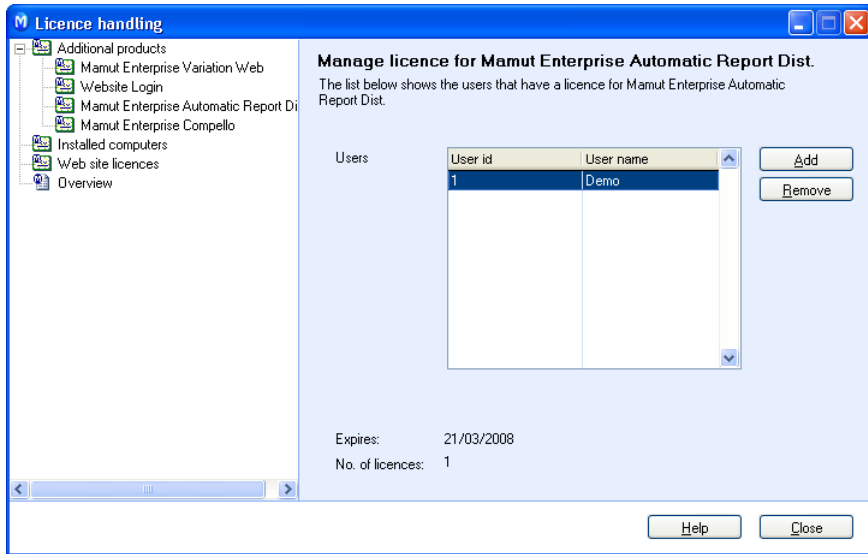 M Licence handling
Additional products
Mamut Enterprise Variation Web
Website Login
Mamut Enterprise Automatic Report Di
Mamut Enterprise Compello
Installed computers
Web site licences
Overview
Manage licence for Mamut Enterprise Automatic Report Dist.
The list below shows the users that have a licence for Mamut Enterprise Automatic
Report Dist.
Users
User id User name
1 Demo
Add
Remove
Expires: 21/03/2008
No. of licences: 1
Help Close